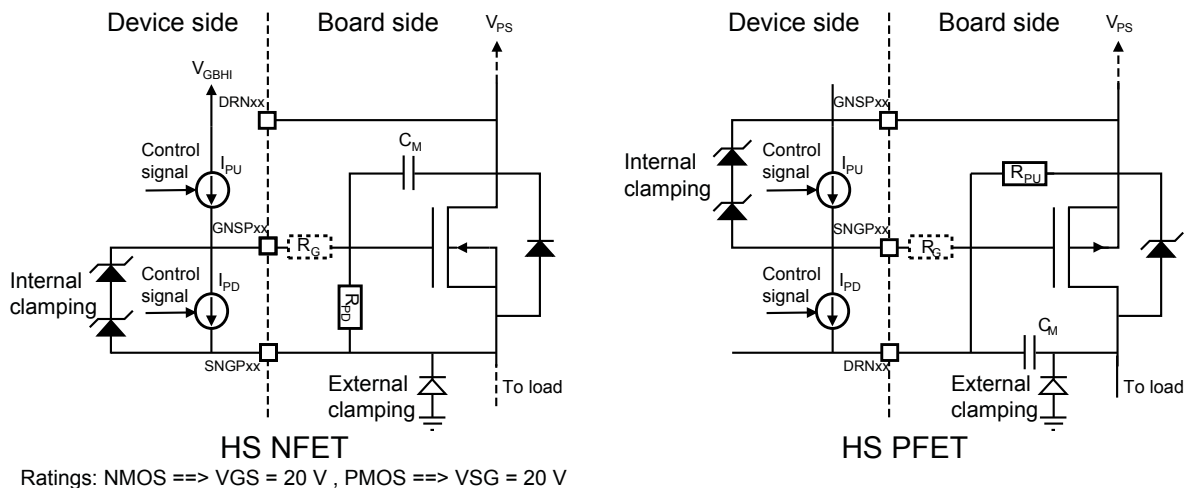 Device side
Board side
VPS
VGBHI
DRNxx
CM
Control
signal
IPU
GNSPxx
RG
Internal
clamping
Control
signal
IPD
RPD
SNGPxx
External
clamping
To load
HS NFET
Ratings: NMOS ==> VGS = 20 V , PMOS ==> VSG = 20 V
Device side
Board side
VPS
GNSPxx
Internal
clamping
Control
signal
IPU
RPU
SNGPxx
RG
Control
signal
IPD
CM
DRNxx
External
clamping
To load
HS PFET